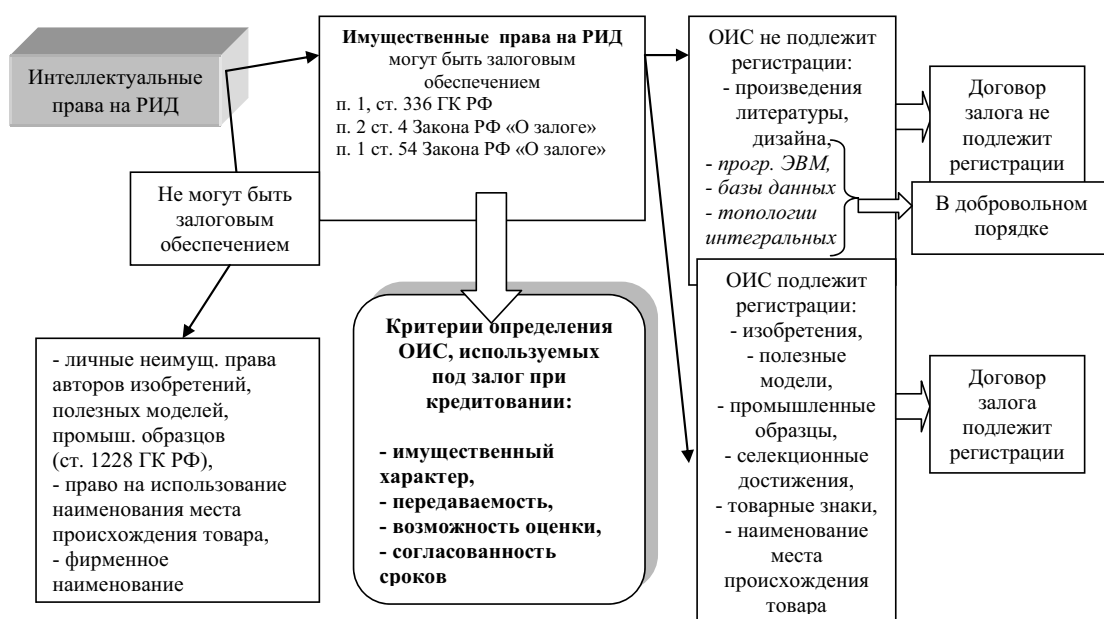 Интеллектуальные
права на РИД
Имущественные права на РИД
могут быть залоговым
обеспечением
п. 1, ст. 336 ГК РФ
п. 2 ст. 4 Закона РФ «О залоге»
п. 1 ст. 54 Закона РФ «О залоге»
ОИС не подлежит
регистрации:
- произведения
литературы,
дизайна,
- прогр. ЭВМ,
- базы данных
- топологии
интегральных
Договор
залога не
подлежит
регистрации
В добровольном
порядке
Не могут быть
залоговым
обеспечением
- личные неимущ. права
авторов изобретений,
полезных моделей,
промыш. образцов
(ст. 1228 ГК РФ),
- право на использование
наименования места
происхождения товара,
- фирменное
наименование
Критерии определения
ОИС, используемых
под залог при
кредитовании:
- имущественный
характер,
- передаваемость,
- возможность оценки,
- согласованность
сроков
ОИС подлежит
регистрации:
- изобретения,
- полезные
модели,
- промышленные
образцы,
- селекционные
достижения,
- товарные знаки,
- наименование
места
происхождения
товара
Договор
залога
подлежит
регистрации